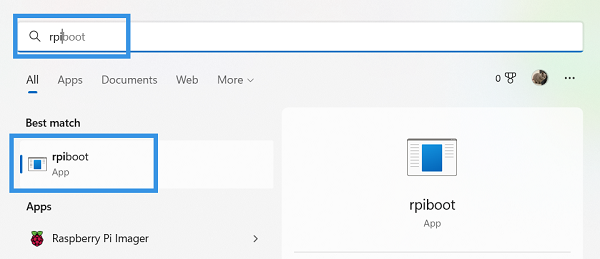 rpiboot
All Apps Documents Web More 0 ...
Best match
rpiboot
App
rpiboot
App
Apps
Raspberry Pi Imager